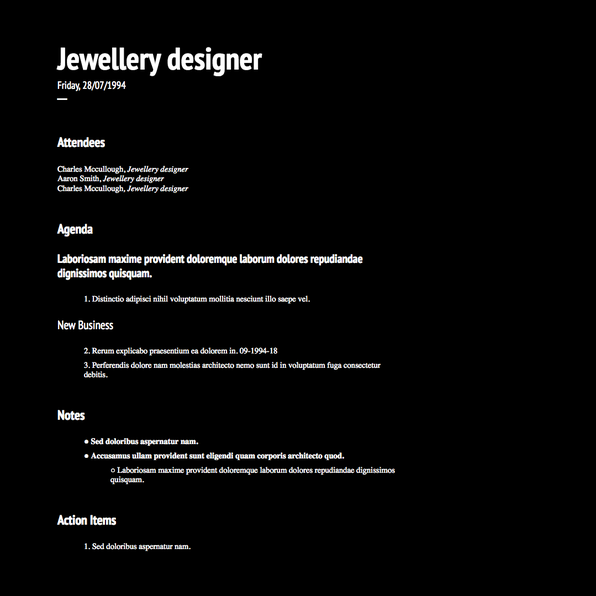 Jewellery designer
Friday, 28/07/1994
Attendees
Charles Mccullough, Jewellery designer
Aaron Smith, Jewellery designer
Charles Mccullough, Jewellery designer
Agenda
Laboriosam maxime provident doloremque laborum dolores repudiandae
dignissimos quisquam.
1. Distinctio adipisci nihil voluptatum mollitia nesciunt illo saepe vel.
New Business
2. Rerum explicabo praesentium ea dolorem in. 09-1994-18
3. Perferendis dolore nam molestias architecto nemo sunt id in voluptatum fuga consectetur
debitis.
Notes
● Sed doloribus aspernatur nam.
● Accusamus ullam provident sunt eligendi quam corporis architecto quod.
○ Laboriosam maxime provident doloremque laborum dolores repudiandae dignissimos
quisquam.
Action Items
1. Sed doloribus aspernatur nam.